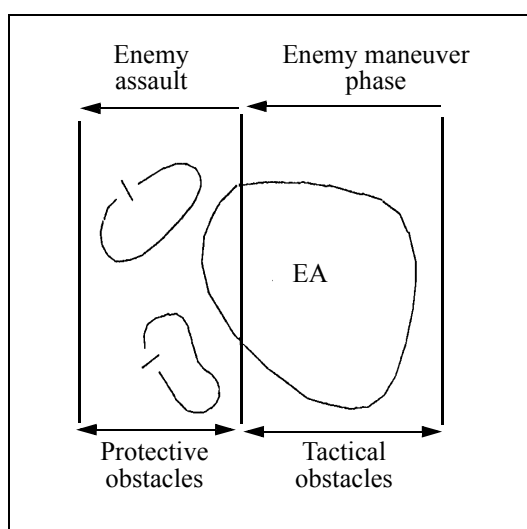 Enemy
assault
Enemy maneuver
phase
EA
Protective
obstacles
Tactical
obstacles